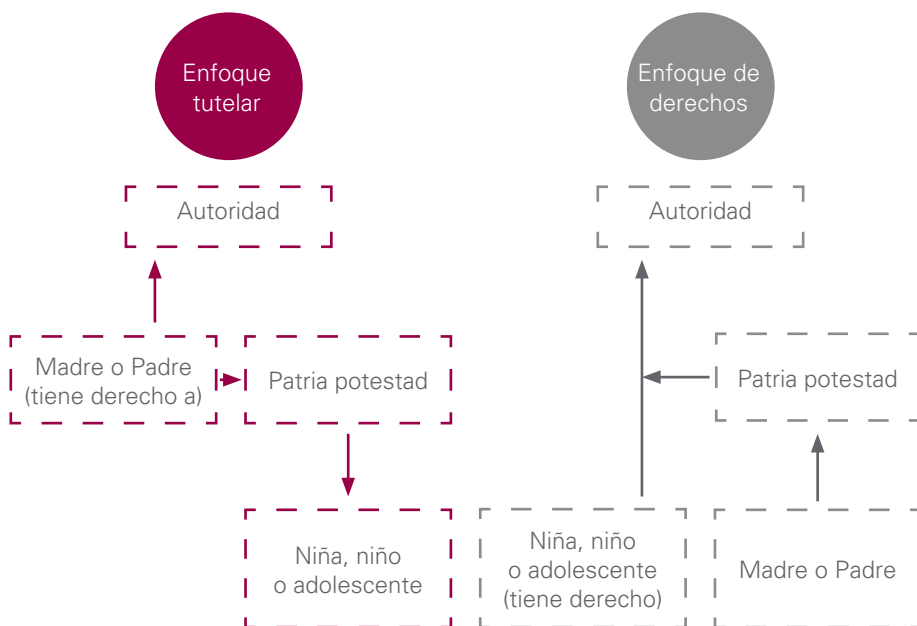 Enfoque
tutelar
Autoridad
Madre o Padre
(tiene derecho a)
Patria potestad
Niña, niño
o adolescente
Enfoque de
derechos
Autoridad
Patria potestad
Niña, niño
o adolescente
(tiene derecho)
Madre o Padre